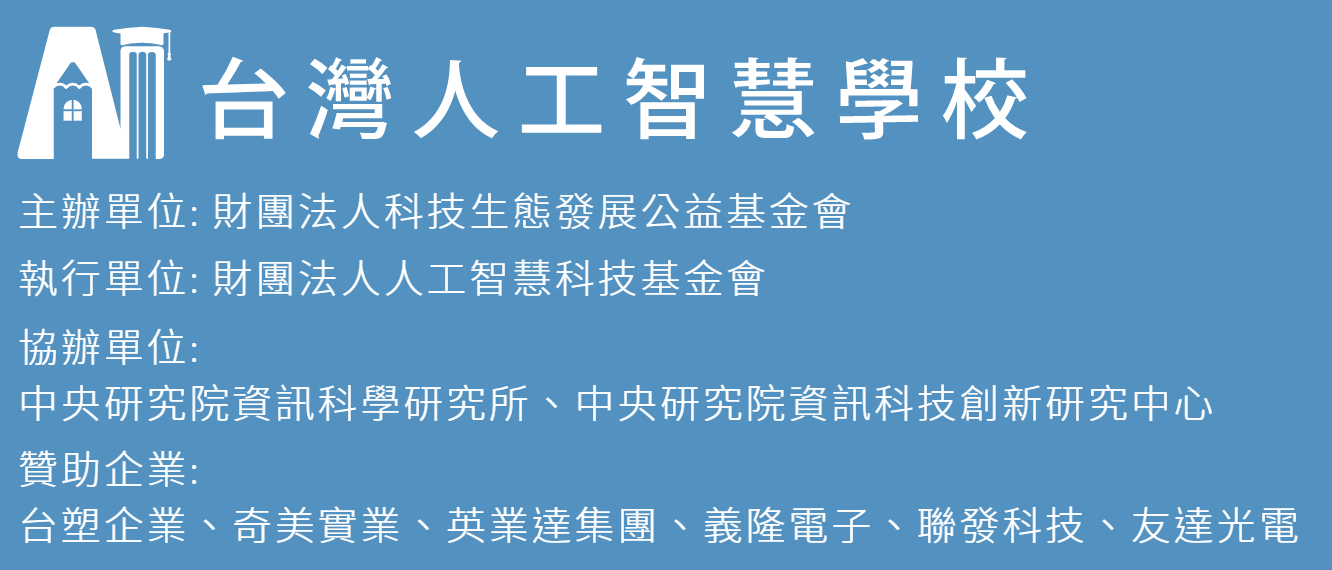 AI 台灣人工智慧學校
主辦單位: 財團法人科技生態發展公益基金會
執行單位: 財團法人人工智慧科技基金會
協辦單位:
中央研究院資訊科學研究所、中央研究院資訊科技創新研究中心
贊助企業:
台塑企業、奇美實業、英業達集團、義隆電子、聯發科技、友達光電